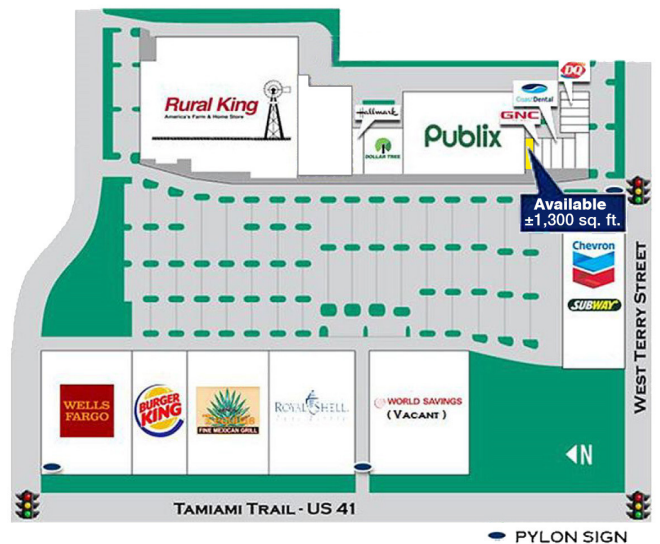 DQ
CoastDental
Hallmark
GNC
Rural King
America's Farm & Home Store
Publix
DOLLAR TREE
Available
±1,300 sq. ft.
Chevron
SUBWAY
WEST TERRY STREET
WELLS
FARGO
BURGER
KING
FINE MEXICAN GRILL
ROYAL SHELL
WORLD SAVINGS
(VACANT)
N
TAMIAMI TRAIL - US 41
PYLON SIGN